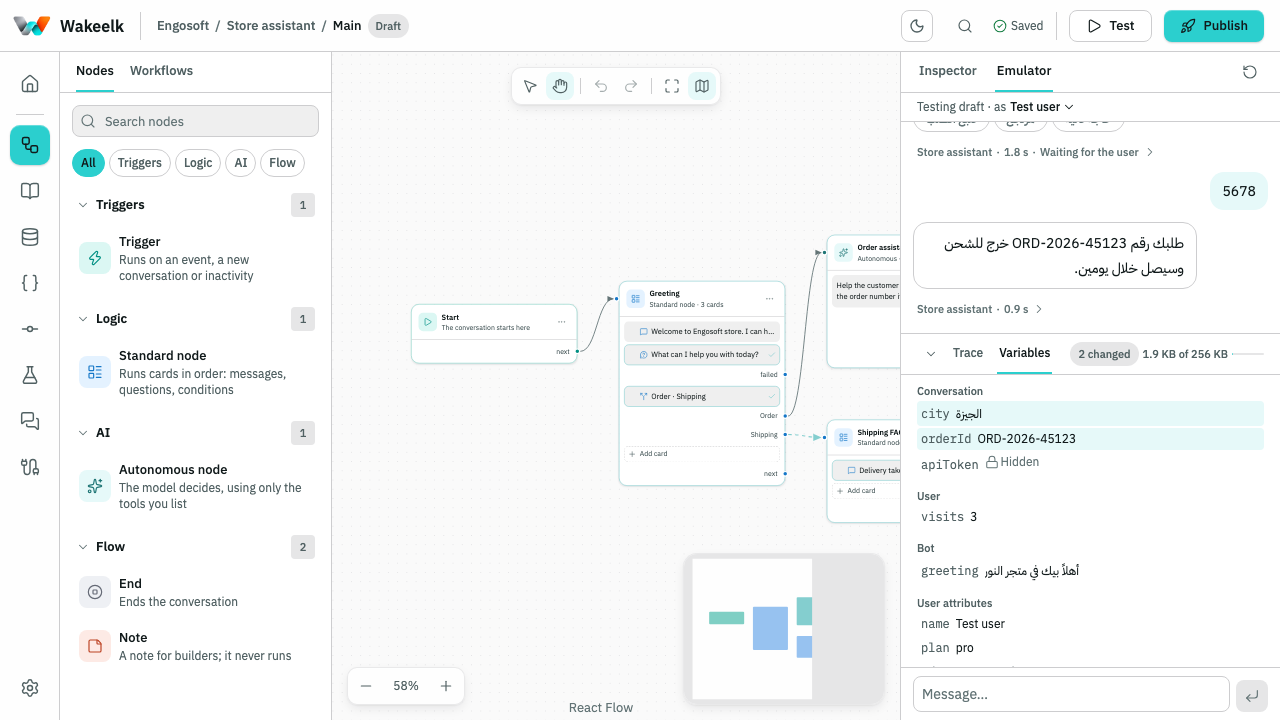 Wakeelk
Engosoft / Store assistant / Main Draft
Saved
Test
Publish
Nodes
Workflows
Search nodes
All
Triggers
Logic
AI
Flow
Triggers 1
Trigger
Runs on an event, a new
conversation or inactivity
Logic 1
Standard node
Runs cards in order: messages,
questions, conditions
AI 1
Autonomous node
The model decides, using only the
tools you list
Flow 2
End
Ends the conversation
Note
A note for builders; it never runs
Start
The conversation starts here
next
Greeting
Standard node · 3 cards
Welcome to Engosoft store. I can h...
What can I help you with today?
failed
Order · Shipping
Order
Shipping
+ Add card
next
Order assist
Autonomous ·
Help the customer
the order number i
Shipping FA
Standard nod
Delivery take
+ Add card
58%
React Flow
Inspector
Emulator
Testing draft · as Test user
Store assistant · 1.8 s · Waiting for the user
5678
طلبك رقم ORD-2026-45123 خرج للشحن
وسيصل خلال يومين.
Store assistant · 0.9 s
Trace
Variables
2 changed
1.9 KB of 256 KB
Conversation
city الجيزة
orderId ORD-2026-45123
apiToken Hidden
User
visits 3
Bot
greeting أهلاً بيك في متجر النور
User attributes
name Test user
plan pro
Message...